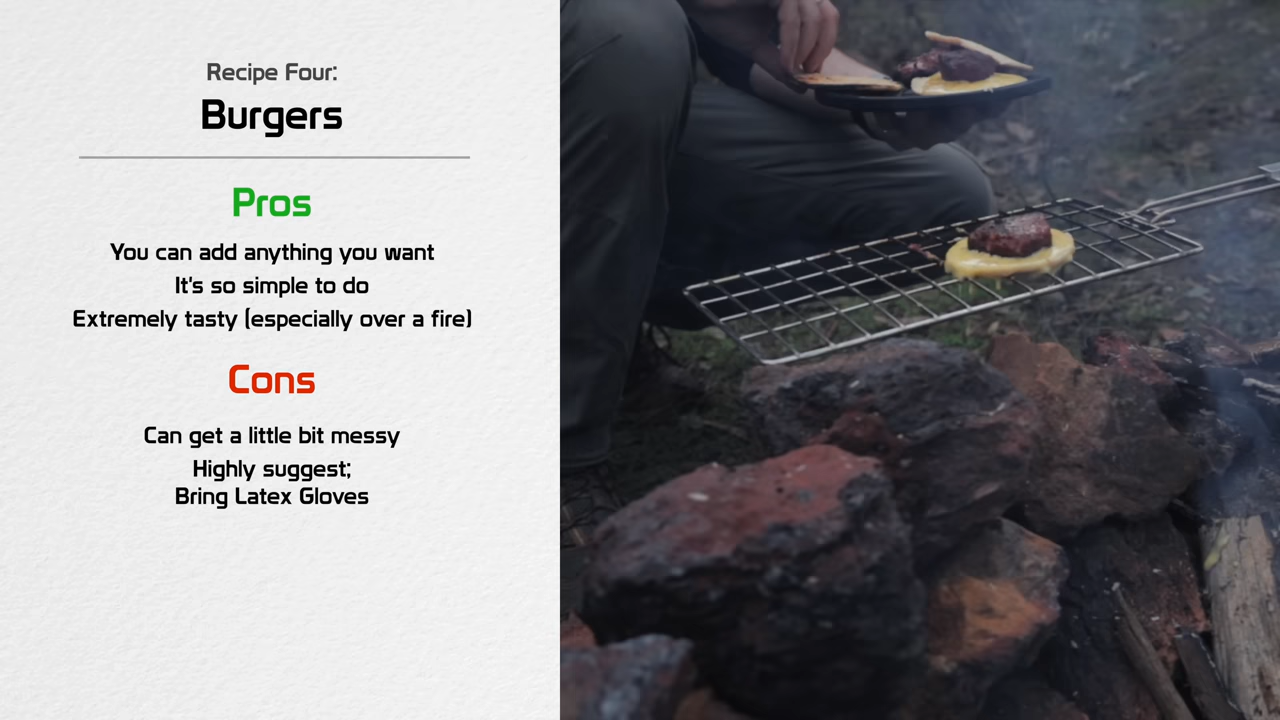 Recipe Four:
Burgers
Pros
You can add anything you want
It's so simple to do
Extremely tasty (especially over a fire)
Cons
Can get a little bit messy
Highly suggest;
Bring Latex Gloves